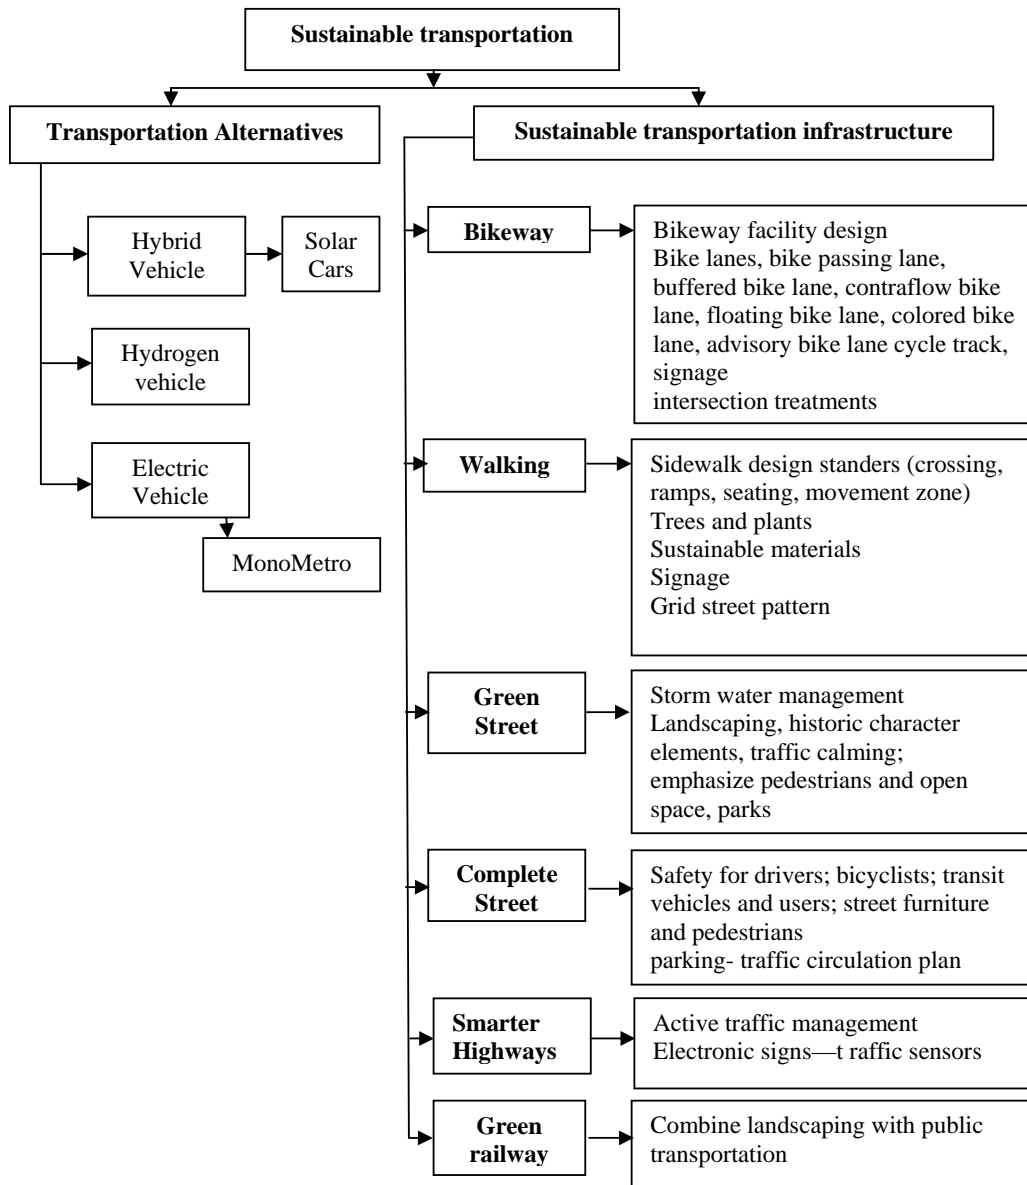 Sustainable transportation
Transportation Alternatives
Sustainable transportation infrastructure
Hybrid
Vehicle
Solar
Cars
Hydrogen
vehicle
Electric
Vehicle
MonoMetro
Bikeway
Bikeway facility design
Bike lanes, bike passing lane,
buffered bike lane, contraflow bike
lane, floating bike lane, colored bike
lane, advisory bike lane cycle track,
signage
intersection treatments
Walking
Sidewalk design standers (crossing,
ramps, seating, movement zone)
Trees and plants
Sustainable materials
Signage
Grid street pattern
Green
Street
Storm water management
Landscaping, historic character
elements, traffic calming;
emphasize pedestrians and open
space, parks
Complete
Street
Safety for drivers; bicyclists; transit
vehicles and users; street furniture
and pedestrians
parking- traffic circulation plan
Smarter
Highways
Active traffic management
Electronic signs—t raffic sensors
Green
railway
Combine landscaping with public
transportation